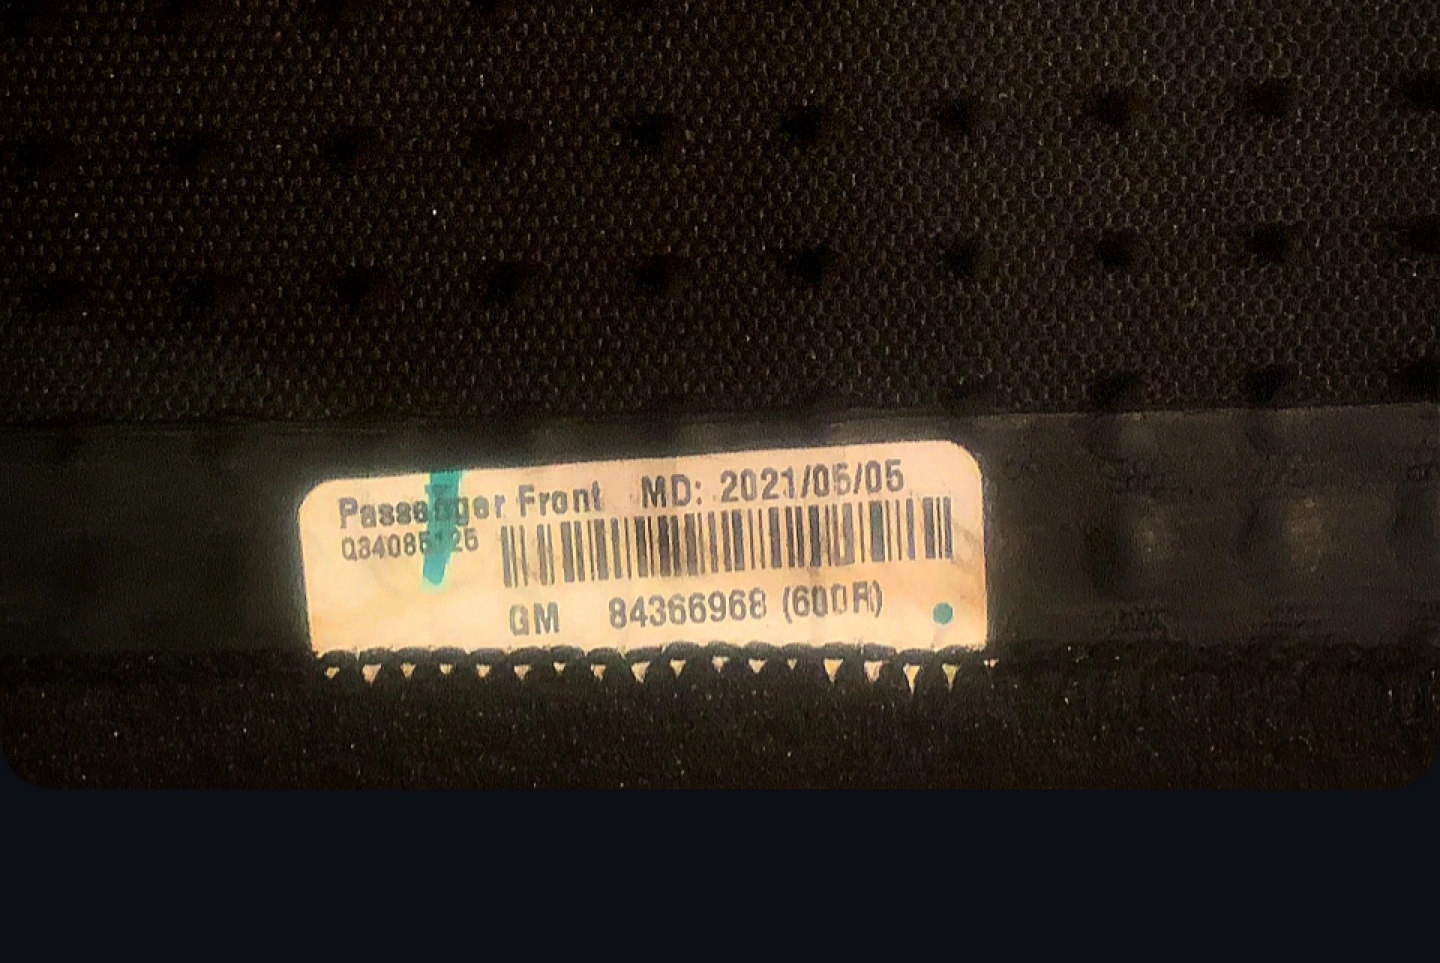 Passenger Front MD: 2021/05/05
GM 84366968 (600R)